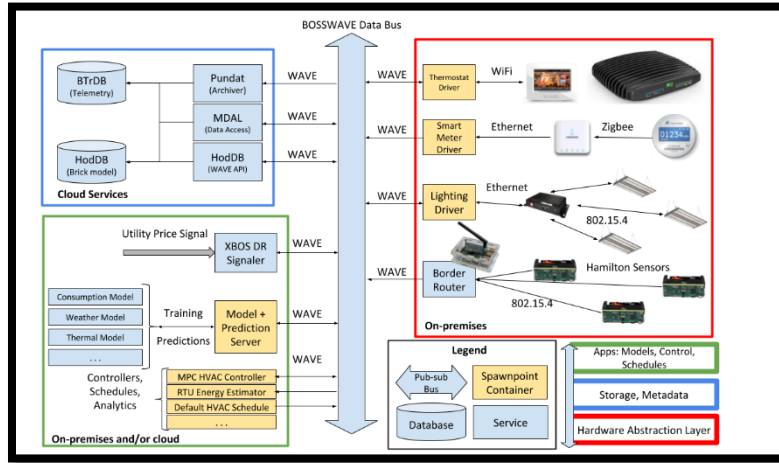 BOSSWAVE Data Bus
BTrDB
(Telemetry)
Pundat
(Archiver)
WAVE
MDAL
(Data Access)
WAVE
HodDB
(Brick model)
HodDB
(WAVE API)
WAVE
Cloud Services
WAVE
Thermostat
Driver
WiFi
WAVE
Smart
Meter
Driver
Ethernet
Zigbee
01234
WAVE
Lighting
Driver
Ethernet
802.15.4
WAVE
Border
Router
Hamilton Sensors
802.15.4
On-premises
Utility Price Signal
XBOS DR
Signaler
WAVE
Consumption Model
Weather Model
Thermal Model
. . .
Training
Predictions
Model +
Prediction
Server
WAVE
WAVE
Controllers,
Schedules,
Analytics
MPC HVAC Controller
RTU Energy Estimator
Default HVAC Schedule
. . .
On-premises and/or cloud
Legend
Pub-sub
Bus
Spawnpoint
Container
Database
Service
Apps: Models, Control,
Schedules
Storage, Metadata
Hardware Abstraction Layer